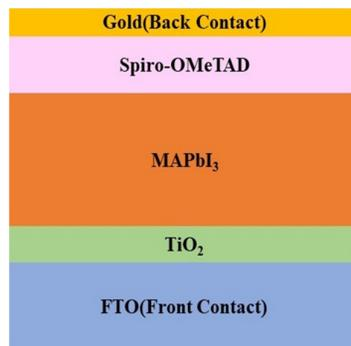 Gold(Back Contact)
Spiro-OMeTAD
MAPbI₃
TiO₂
FTO(Front Contact)